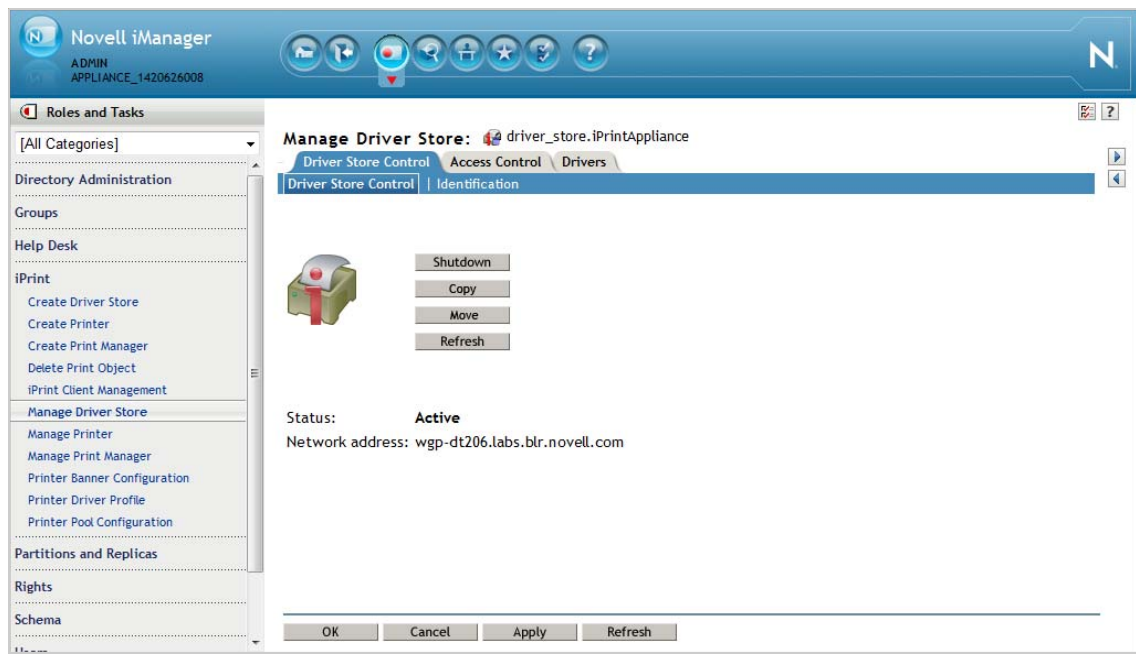 Novell iManager
ADMIN
APPLIANCE_1420626008
N
N
?
Roles and Tasks
[All Categories]
Directory Administration
Groups
Help Desk
iPrint
Create Driver Store
Create Printer
Create Print Manager
Delete Print Object
iPrint Client Management
Manage Driver Store
Manage Printer
Manage Print Manager
Printer Banner Configuration
Printer Driver Profile
Printer Pool Configuration
Partitions and Replicas
Rights
Schema
?
Manage Driver Store: driver_store.iPrintAppliance
Driver Store Control Access Control Drivers
Driver Store Control | Identification
Shutdown
Copy
Move
Refresh
Status: Active
Network address: wgp-dt206.labs.blr.novell.com
OK Cancel Apply Refresh